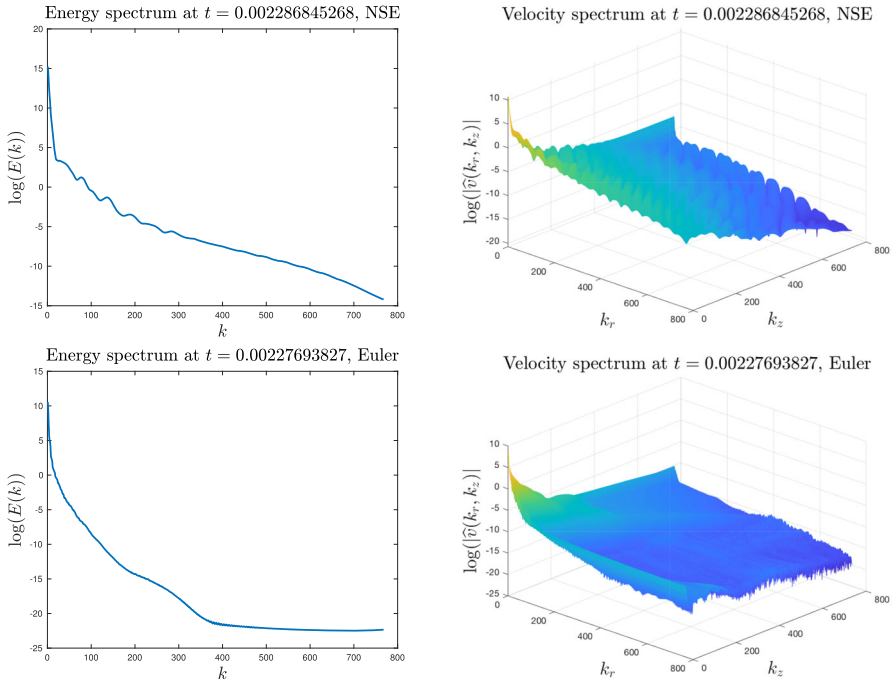 Energy spectrum at t = 0.002286845268, NSE
log(E(k))
20
15
10
5
0
-5
-10
-15
0 100 200 300 400 500 600 700 800
k
Velocity spectrum at t = 0.002286845268, NSE
log(|v̂(k_r, k_z)|
10
5
0
-5
-10
-15
-20
0 200 400 600 800
k_r
0 200 400 600 800
k_z
Energy spectrum at t = 0.00227693827, Euler
log(E(k))
15
10
5
0
-5
-10
-15
-20
-25
0 100 200 300 400 500 600 700 800
k
Velocity spectrum at t = 0.00227693827, Euler
log(|v̂(k_r, k_z)|
10
5
0
-5
-10
-15
-20
-25
0 200 400 600 800
k_r
0 200 400 600 800
k_z